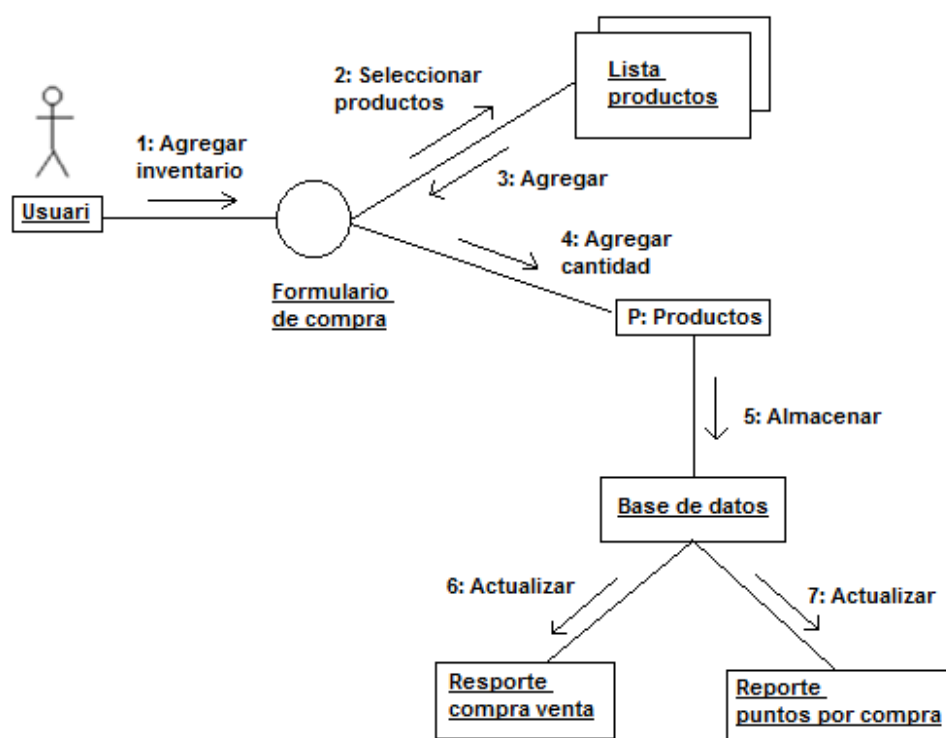 Lista
productos
2: Seleccionar
productos
1: Agregar
inventario
3: Agregar
Usuari
4: Agregar
cantidad
Formulario
de compra
P: Productos
5: Almacenar
Base de datos
6: Actualizar
7: Actualizar
Resporte
compra venta
Reporte
puntos por compra